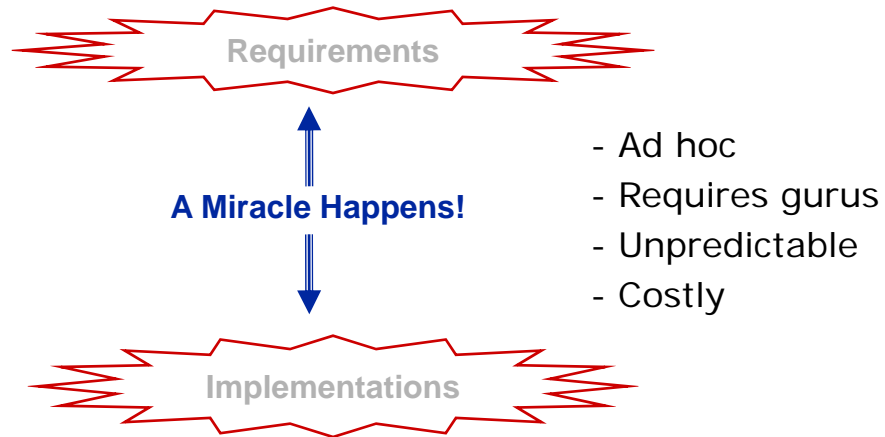 Requirements
A Miracle Happens!
- Ad hoc
- Requires gurus
- Unpredictable
- Costly
Implementations